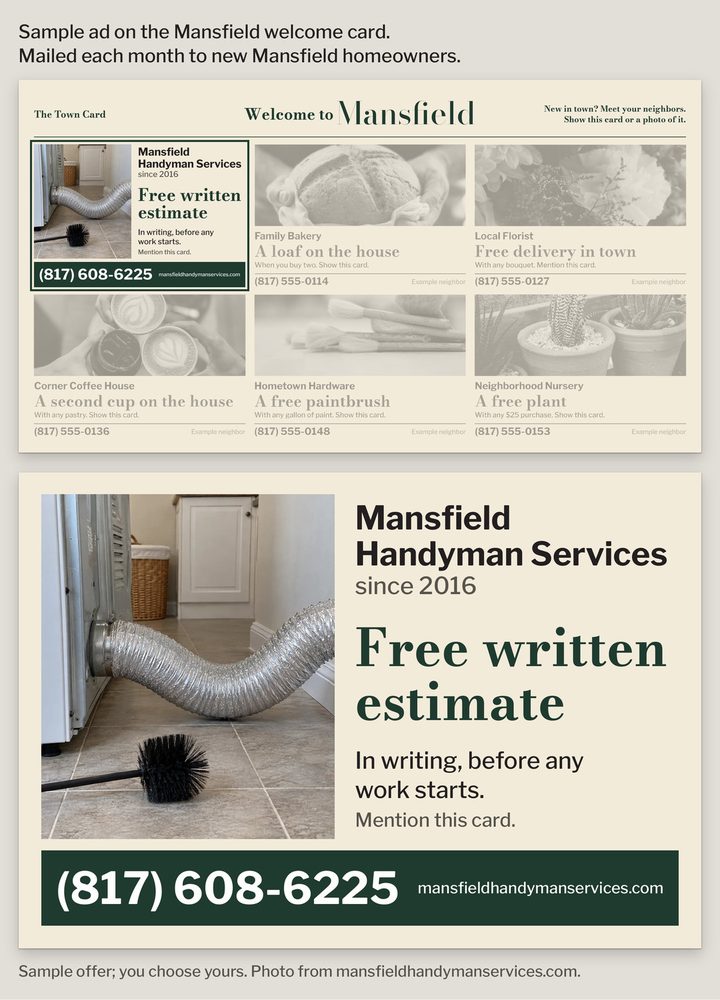 Sample ad on the Mansfield welcome card.
Mailed each month to new Mansfield homeowners.
The Town Card
Welcome to Mansfield
New in town? Meet your neighbors.
Show this card or a photo of it.
Mansfield
Handyman Services
since 2016
Free written
estimate
In writing, before any
work starts.
Mention this card.
(817) 608-6225
mansfieldhandymanservices.com
Family Bakery
A loaf on the house
When you buy two. Show this card.
(817) 555-0114
Example neighbor
Local Florist
Free delivery in town
With any bouquet. Mention this card.
(817) 555-0127
Example neighbor
Corner Coffee House
A second cup on the house
With any pastry. Show this card.
(817) 555-0136
Example neighbor
Hometown Hardware
A free paintbrush
With any gallon of paint. Show this card.
(817) 555-0148
Example neighbor
Neighborhood Nursery
A free plant
With any $25 purchase. Show this card.
(817) 555-0153
Example neighbor
Mansfield
Handyman Services
since 2016
Free written
estimate
In writing, before any
work starts.
Mention this card.
(817) 608-6225
mansfieldhandymanservices.com
Sample offer; you choose yours. Photo from mansfieldhandymanservices.com.